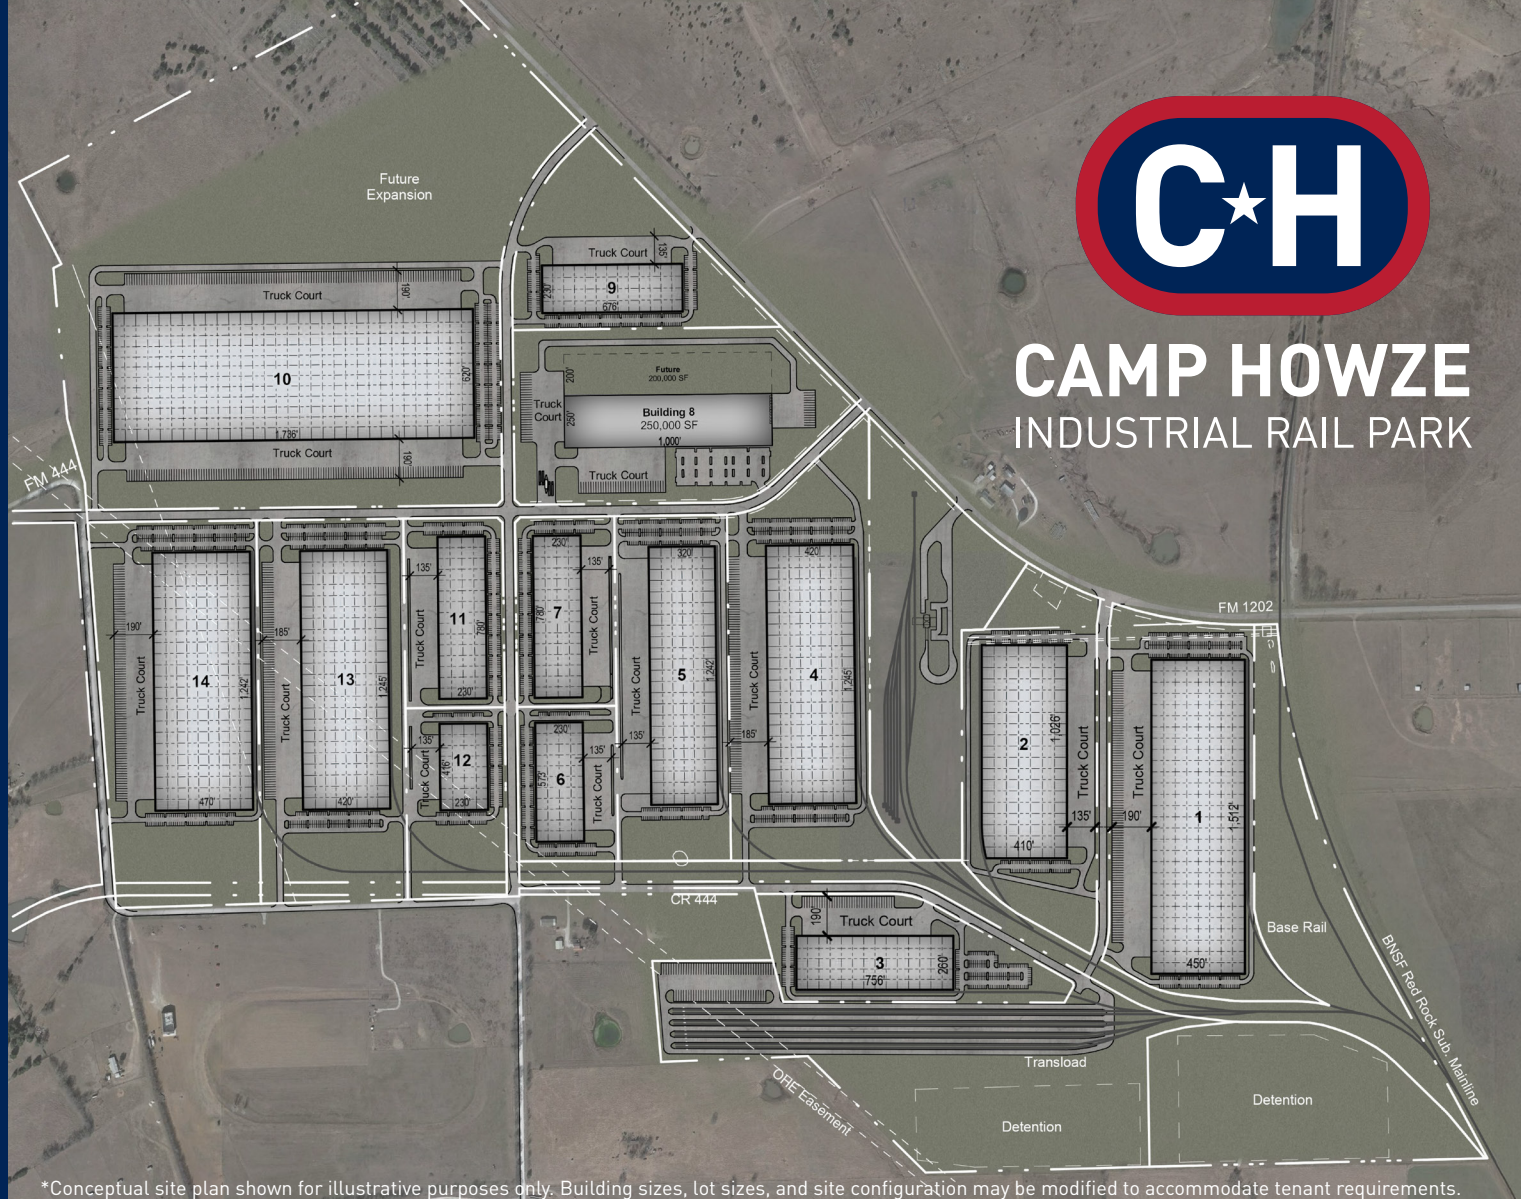 C★H
CAMP HOWZE
INDUSTRIAL RAIL PARK
Future
Expansion
Truck Court
135'
9
230'
676'
Truck Court
190'
10
620'
1,736'
Truck Court
190'
Future
200,000 SF
200'
Truck
Court
250'
Building 8
250,000 SF
1,000'
Truck Court
FM 444
190'
Truck Court
14
1,242'
470'
185'
Truck Court
13
1,245'
420'
135'
Truck Court
11
780'
230'
135'
Truck Court
12
416'
230'
230'
7
780'
135'
Truck Court
230'
6
573'
135'
Truck Court
320'
5
1,242'
135'
Truck Court
420'
4
1,245'
185'
Truck Court
FM 1202
2
1,026'
410'
Truck Court
135'
Truck Court
190'
1
1,512'
450'
CR 444
190'
Truck Court
3
260'
756'
Base Rail
BNSF Red Rock Sub. Mainline
Transload
ORE Easement
Detention
Detention
*Conceptual site plan shown for illustrative purposes only. Building sizes, lot sizes, and site configuration may be modified to accommodate tenant requirements.